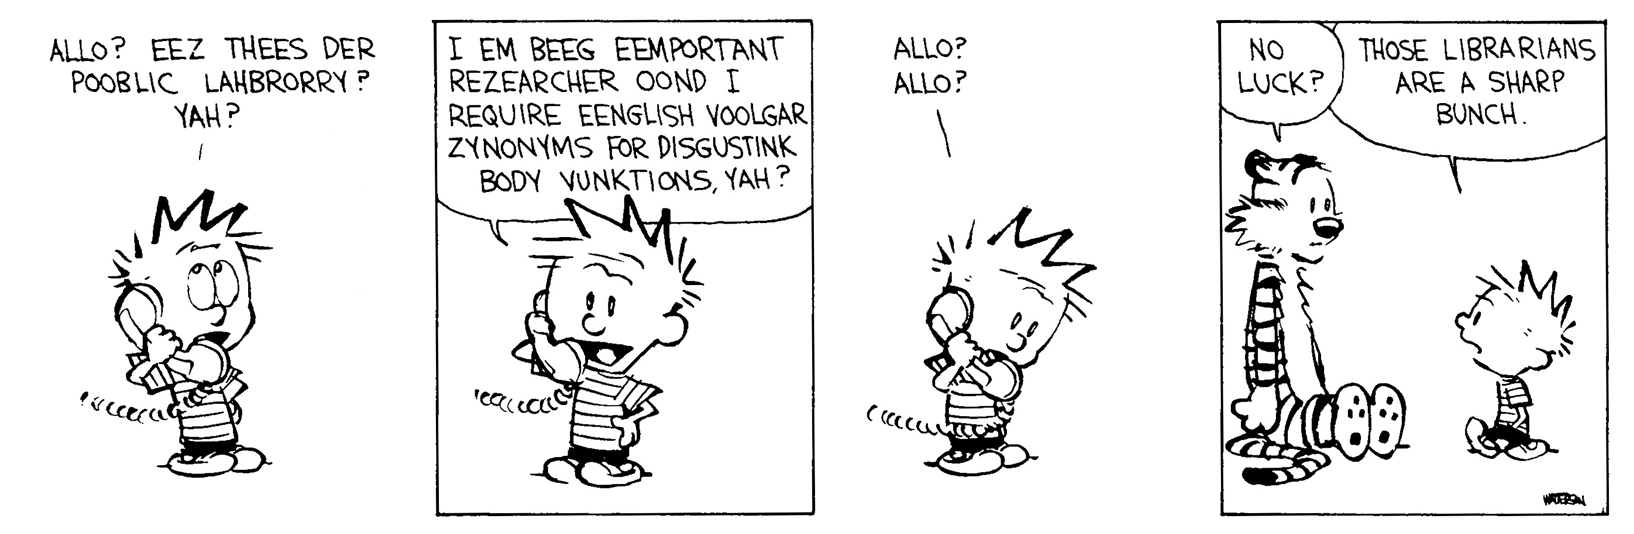 ALLO? EEZ THEES DER
POOBLIC LAHBRORRY?
YAH?
I EM BEEG EEMPORTANT
REZEARCHER OOND I
REQUIRE EENGLISH VOOLGAR
ZYNONYMS FOR DISGUSTINK
BODY VUNKTIONS, YAH?
ALLO?
ALLO?
NO
LUCK?
THOSE LIBRARIANS
ARE A SHARP
BUNCH.
WATTERSON